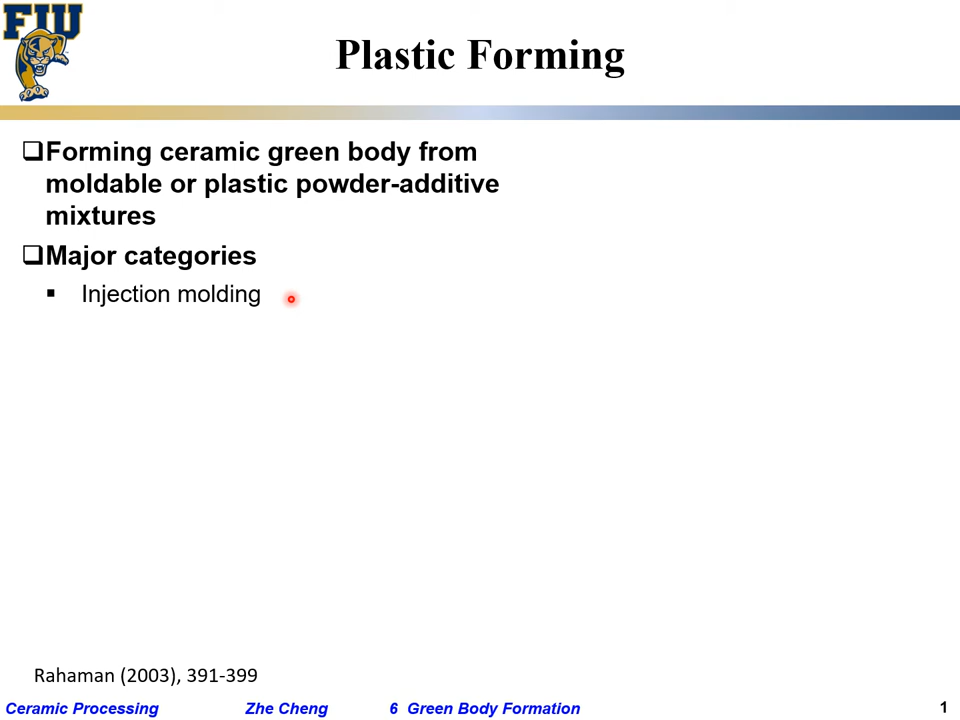 FIU
Plastic Forming
❑Forming ceramic green body from
moldable or plastic powder-additive
mixtures
❑Major categories
▪ Injection molding
Rahaman (2003), 391-399
Ceramic Processing Zhe Cheng 6 Green Body Formation 1